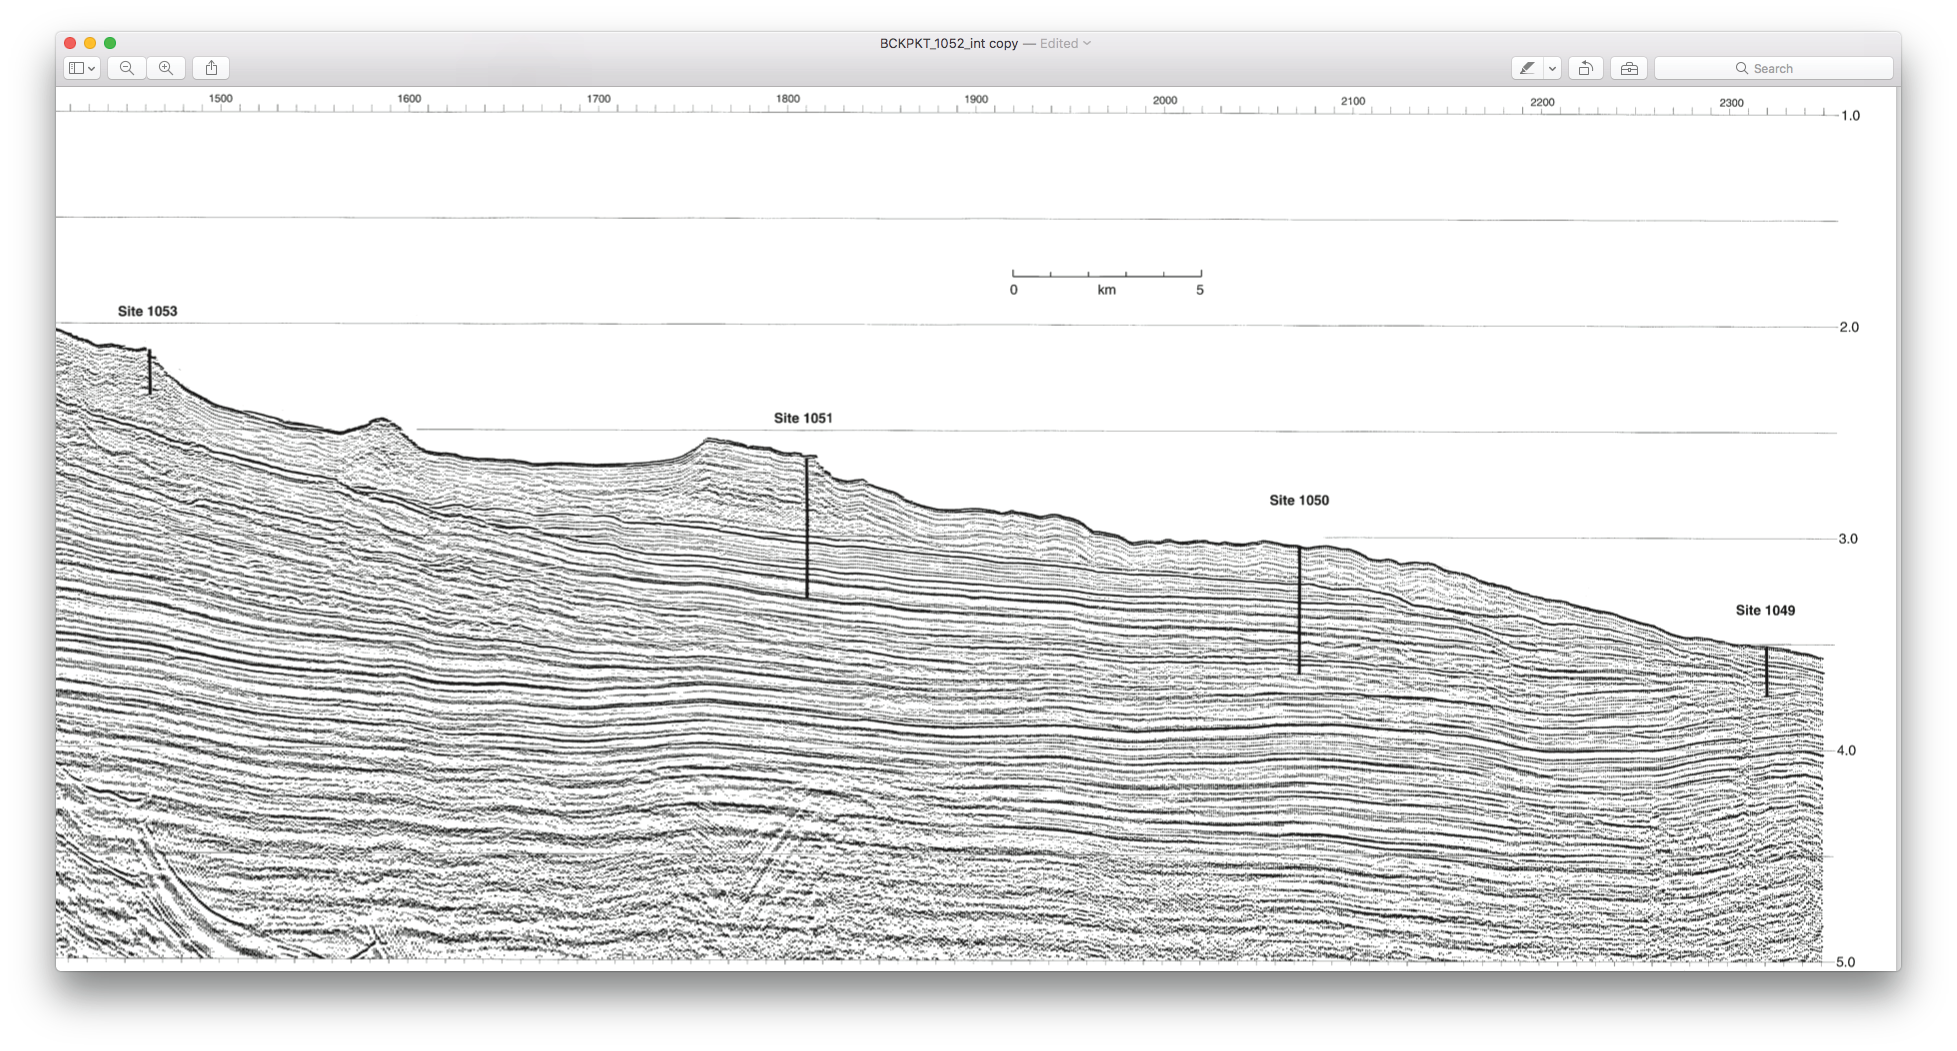 BCKPKT_1052_int copy — Edited
Search
1500 1600 1700 1800 1900 2000 2100 2200 2300
1.0
0 km 5
Site 1053
2.0
Site 1051
Site 1050
3.0
Site 1049
4.0
5.0